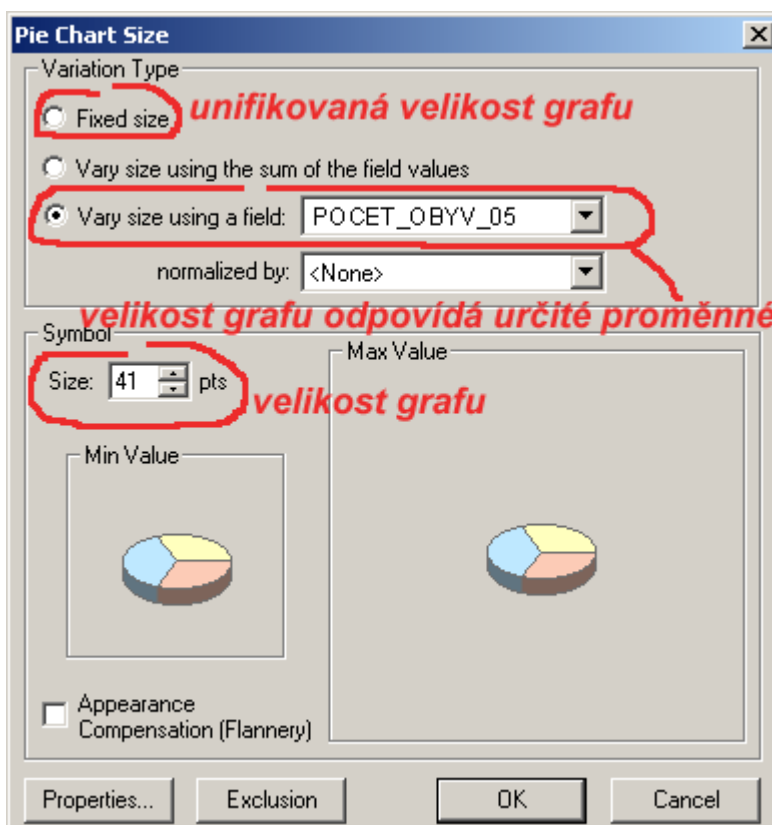 Pie Chart Size
Variation Type
Fixed size
unifikovaná velikost grafu
Vary size using the sum of the field values
Vary size using a field: POCET_OBYV_05
normalized by: <None>
velikost grafu odpovídá určité proměnné
Symbol
Max Value
Size: 41 pts
velikost grafu
Min Value
Appearance
Compensation (Flannery)
Properties... Exclusion OK Cancel